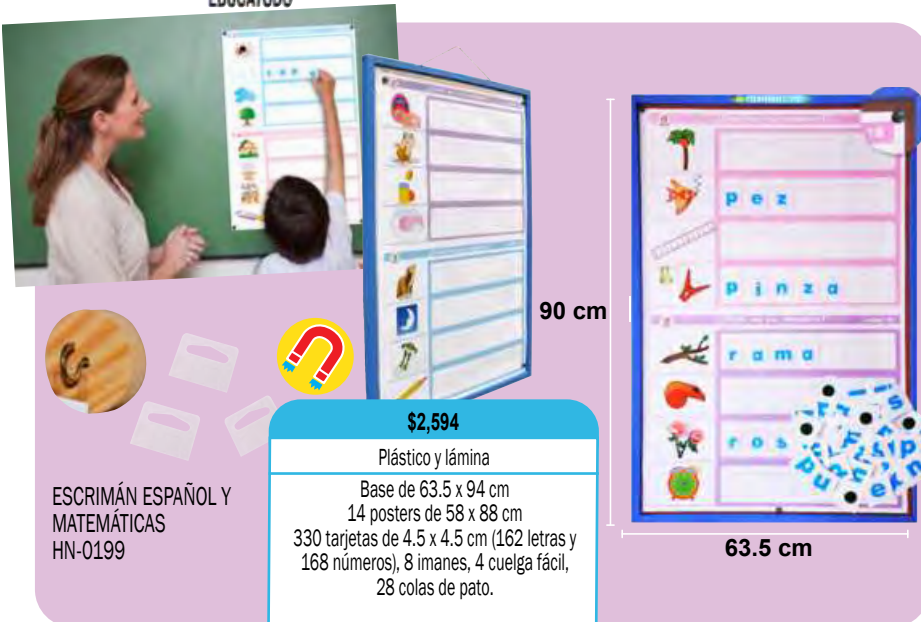 EDUCATODO
90 cm
pez
pinza
rama
ros
63.5 cm
$2,594
Plástico y lámina
Base de 63.5 x 94 cm
14 posters de 58 x 88 cm
330 tarjetas de 4.5 x 4.5 cm (162 letras y
168 números), 8 imanes, 4 cuelga fácil,
28 colas de pato.
ESCRIMÁN ESPAÑOL Y
MATEMÁTICAS
HN-0199